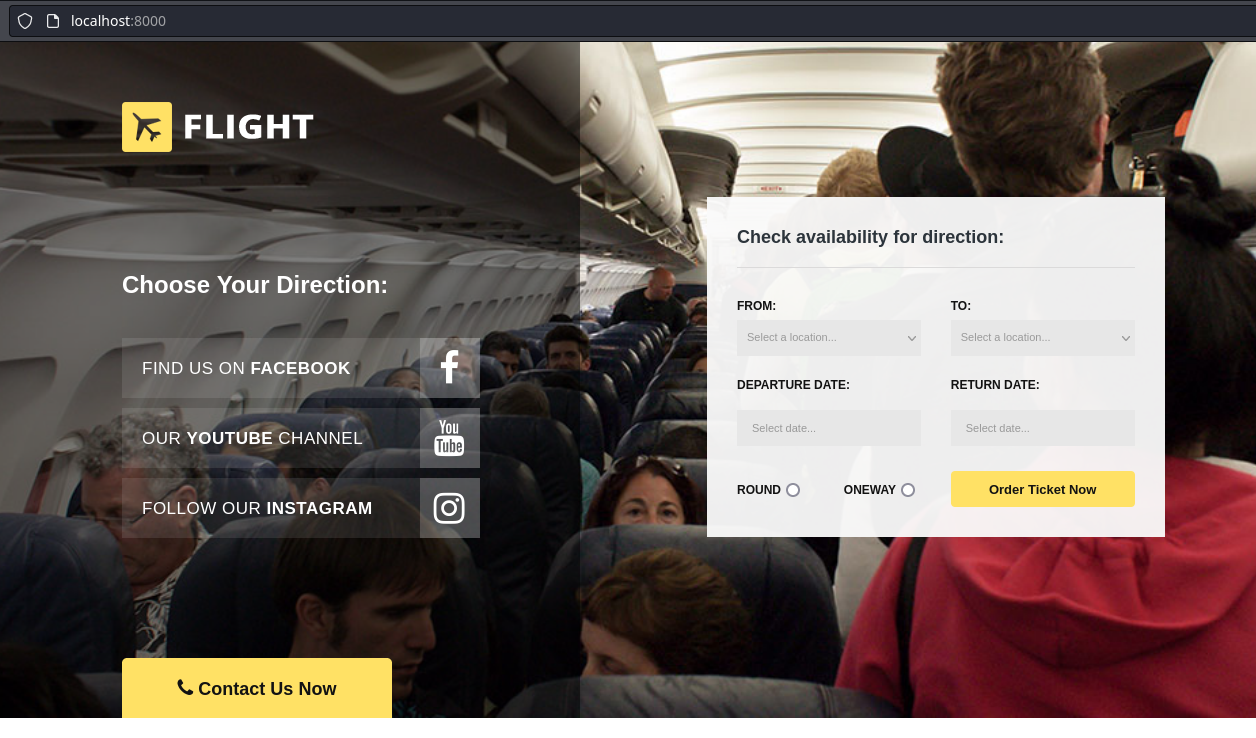 localhost:8000
FLIGHT
Choose Your Direction:
FIND US ON FACEBOOK
OUR YOUTUBE CHANNEL
You
Tube
FOLLOW OUR INSTAGRAM
Contact Us Now
EXIT
Check availability for direction:
FROM: TO:
Select a location... Select a location...
DEPARTURE DATE: RETURN DATE:
Select date... Select date...
ROUND ONEWAY Order Ticket Now